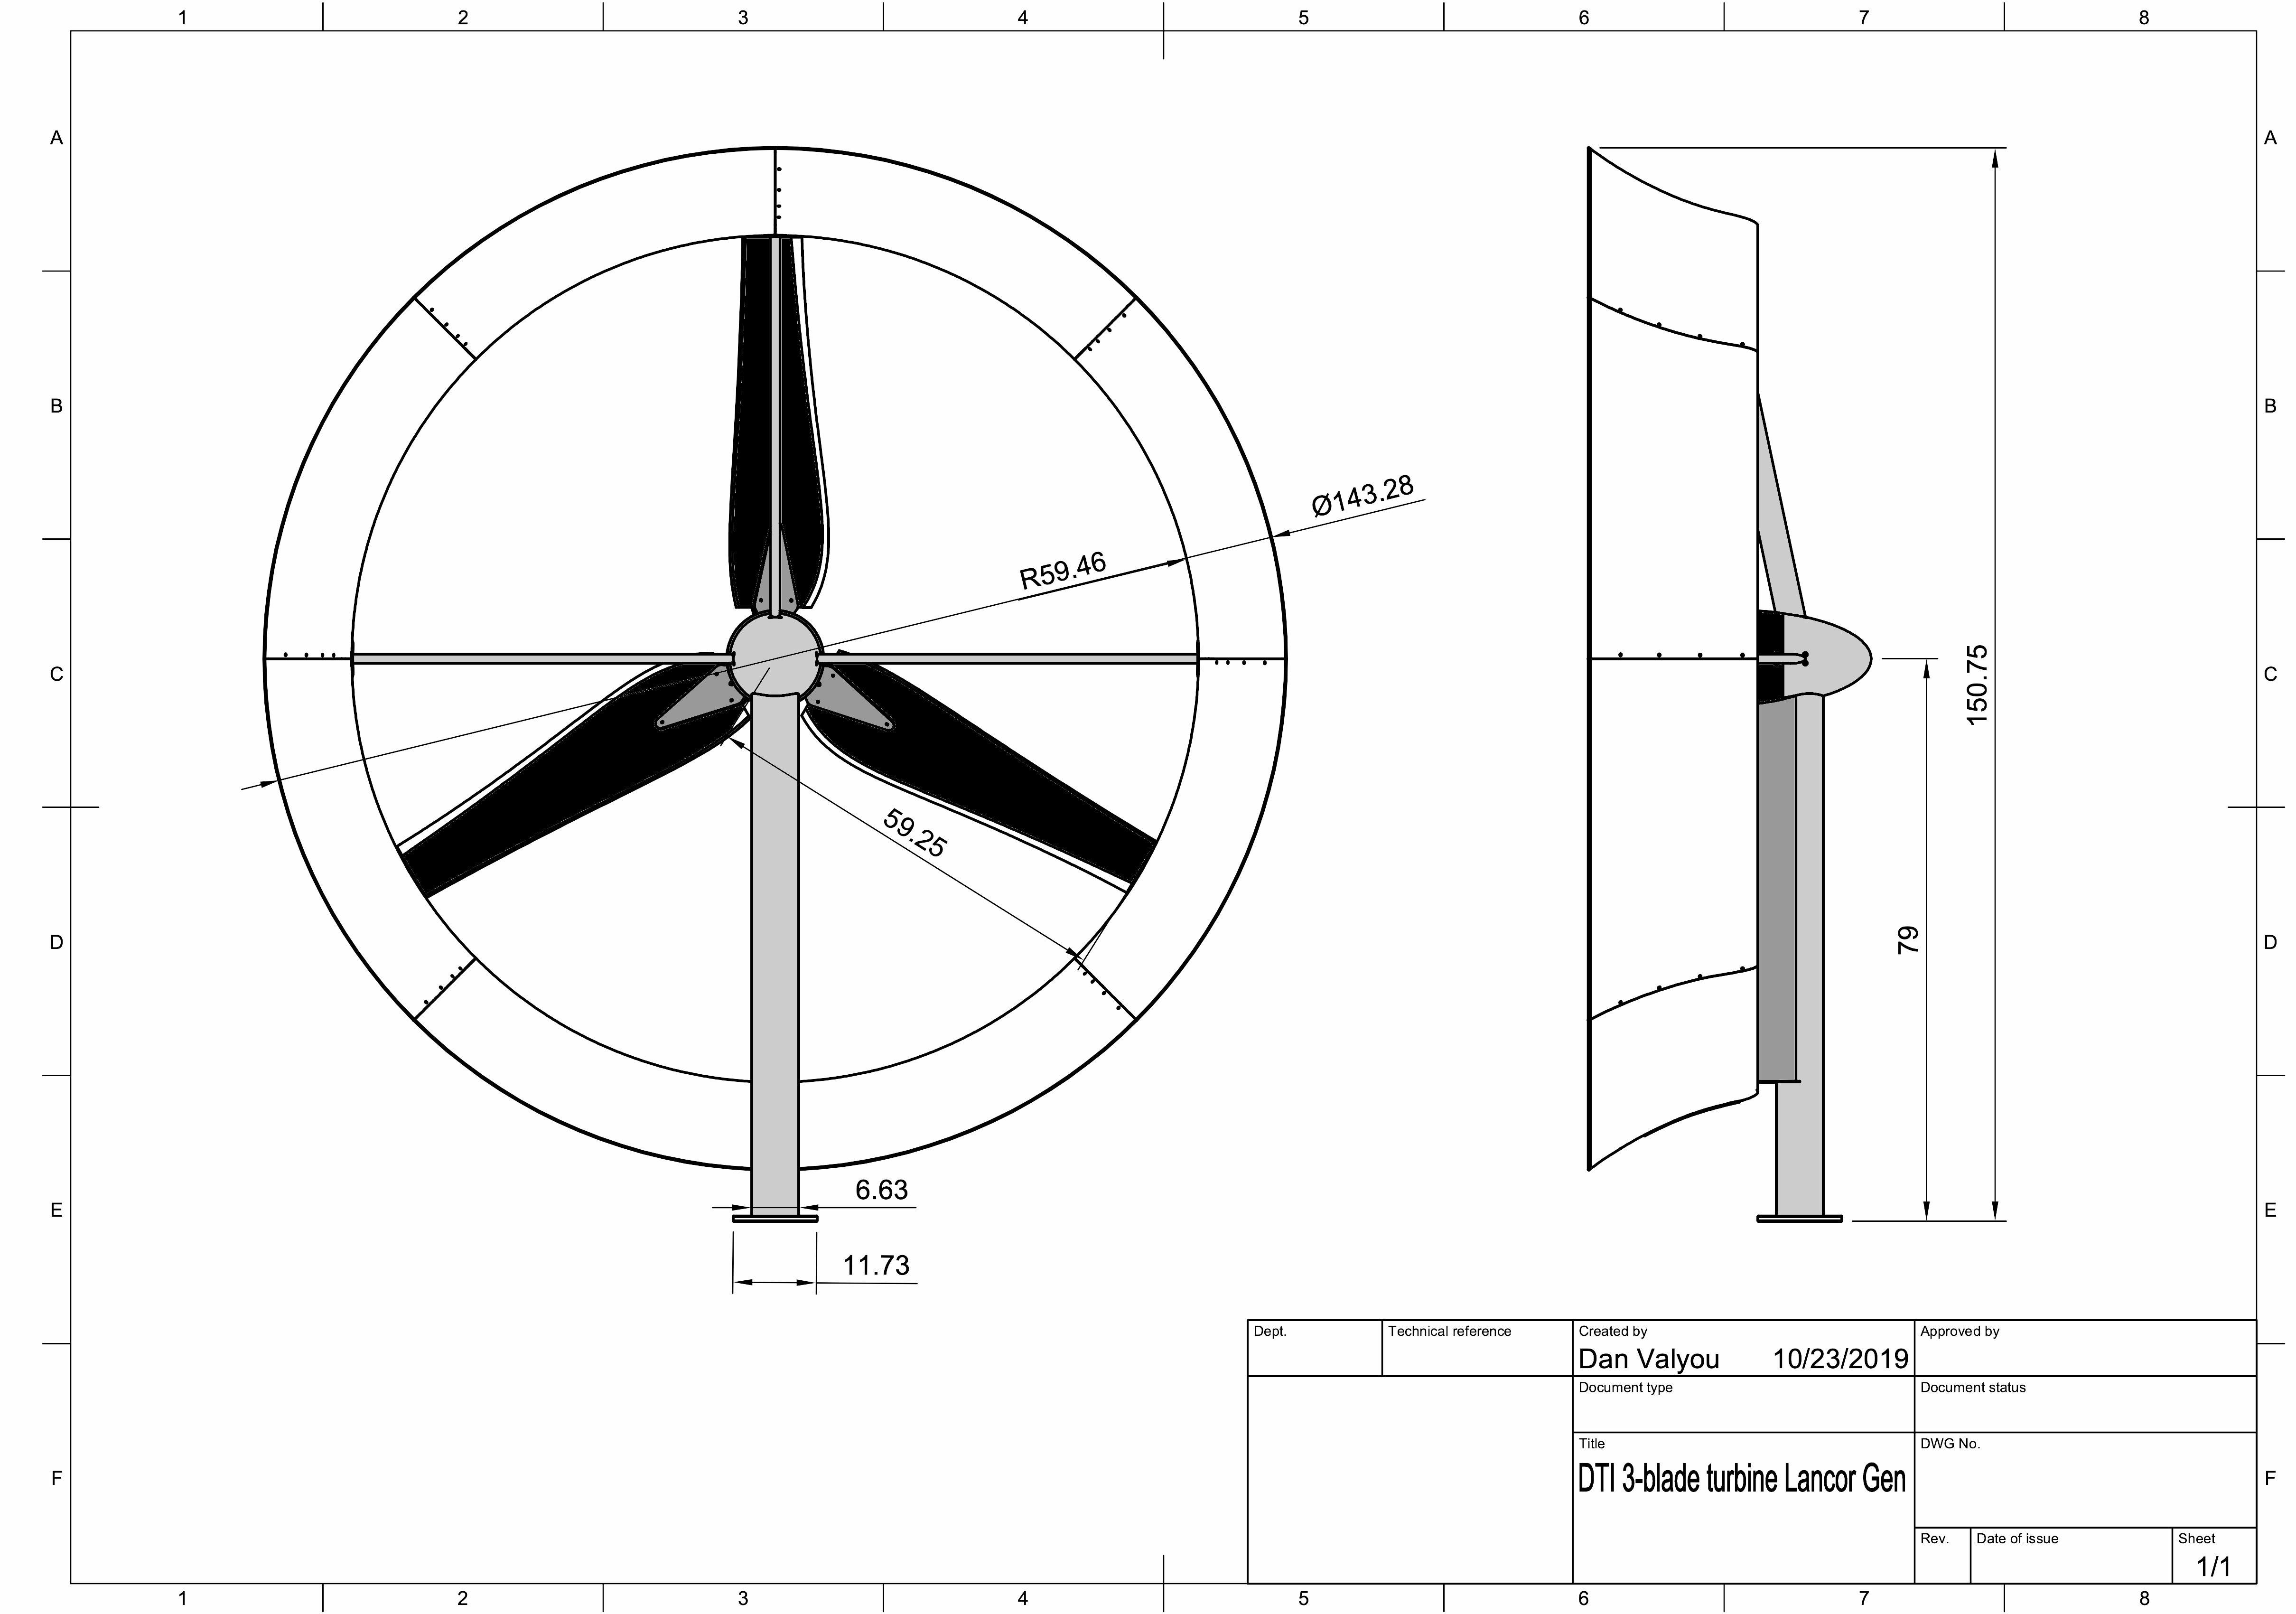 1 2 3 4 5 6 7 8
A A
B B
C C
D D
E E
F F
Ø143.28
R59.46
59.25
6.63
11.73
150.75
79
Dept.
Technical reference
Created by
Dan Valyou 10/23/2019
Approved by
Document type
Document status
Title
DTI 3-blade turbine Lancor Gen
DWG No.
Rev.
Date of issue
Sheet
1/1
1 2 3 4 5 6 7 8